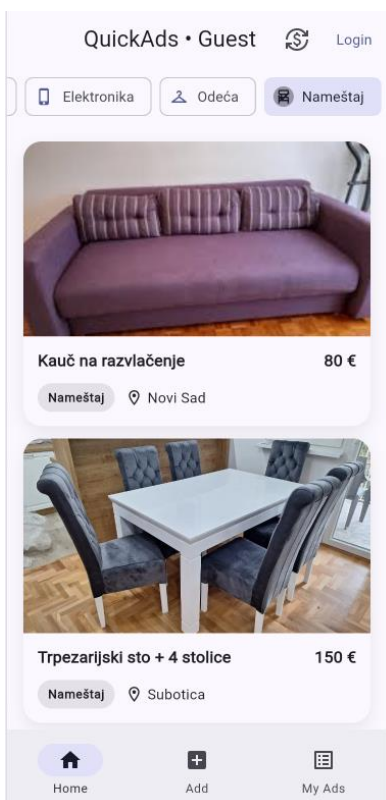 QuickAds • Guest
Login
Elektronika
Odeća
Nameštaj
Kauč na razvlačenje
80 €
Nameštaj
Novi Sad
Trpezarijski sto + 4 stolice
150 €
Nameštaj
Subotica
Home
Add
My Ads